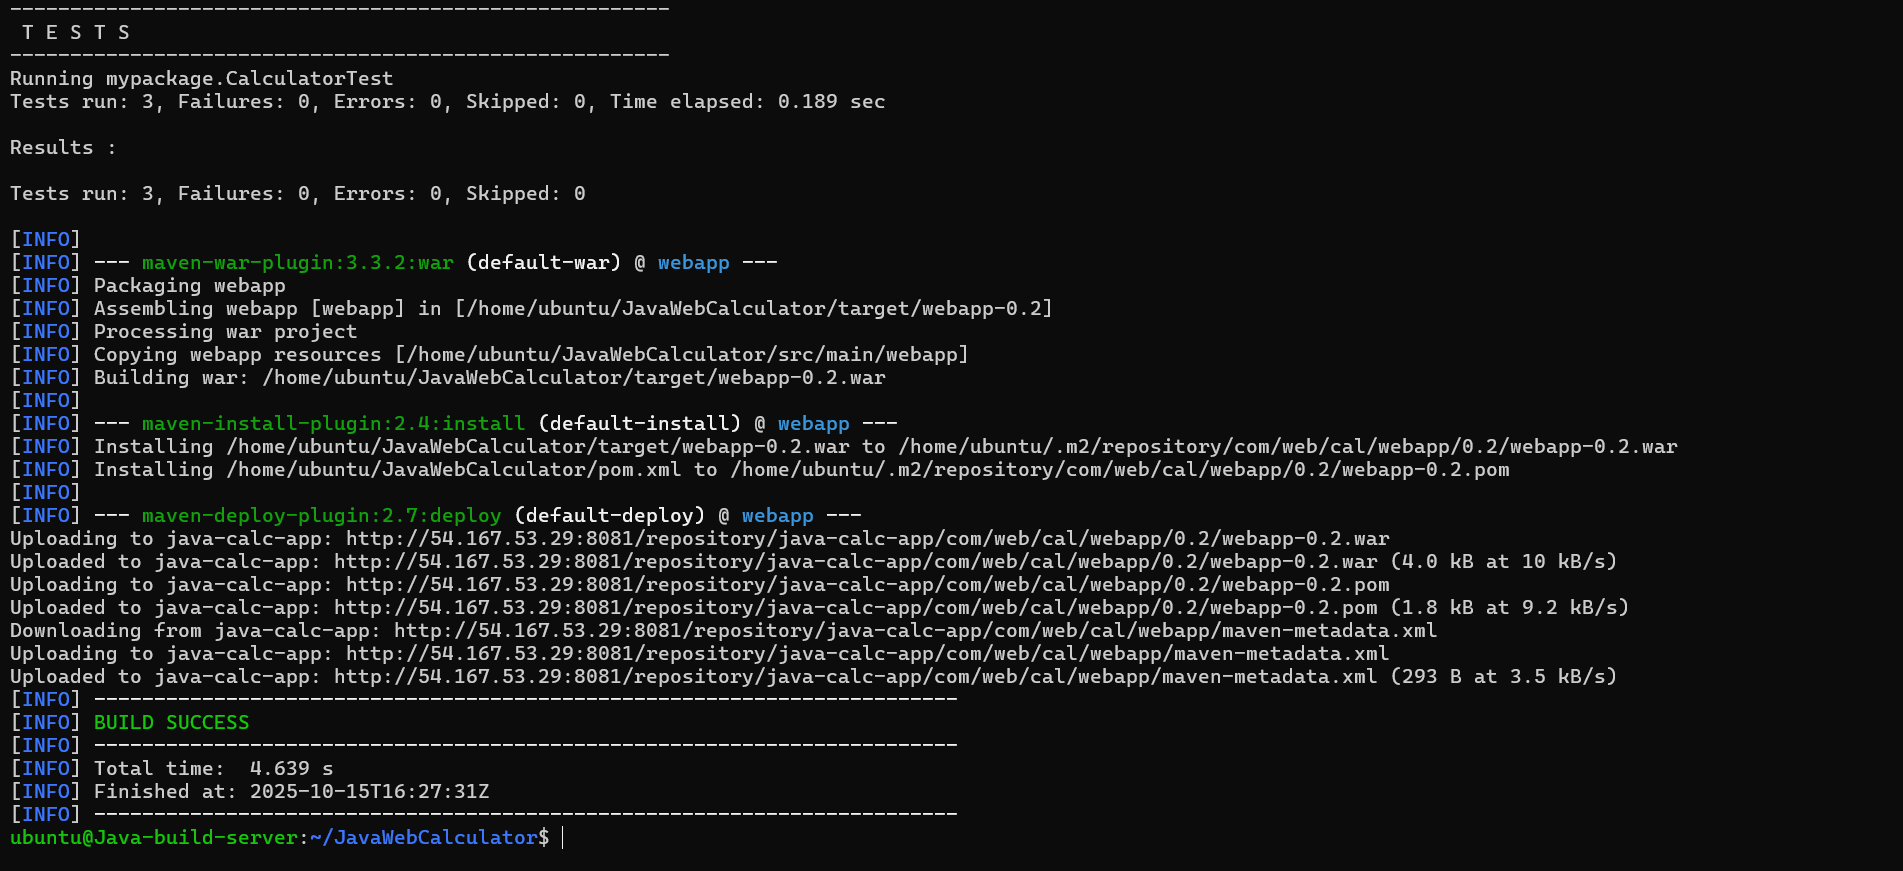 -------------------------------------------------------
 T E S T S
-------------------------------------------------------
Running mypackage.CalculatorTest
Tests run: 3, Failures: 0, Errors: 0, Skipped: 0, Time elapsed: 0.189 sec

Results :

Tests run: 3, Failures: 0, Errors: 0, Skipped: 0

[INFO]
[INFO] --- maven-war-plugin:3.3.2:war (default-war) @ webapp ---
[INFO] Packaging webapp
[INFO] Assembling webapp [webapp] in [/home/ubuntu/JavaWebCalculator/target/webapp-0.2]
[INFO] Processing war project
[INFO] Copying webapp resources [/home/ubuntu/JavaWebCalculator/src/main/webapp]
[INFO] Building war: /home/ubuntu/JavaWebCalculator/target/webapp-0.2.war
[INFO]
[INFO] --- maven-install-plugin:2.4:install (default-install) @ webapp ---
[INFO] Installing /home/ubuntu/JavaWebCalculator/target/webapp-0.2.war to /home/ubuntu/.m2/repository/com/web/cal/webapp/0.2/webapp-0.2.war
[INFO] Installing /home/ubuntu/JavaWebCalculator/pom.xml to /home/ubuntu/.m2/repository/com/web/cal/webapp/0.2/webapp-0.2.pom
[INFO]
[INFO] --- maven-deploy-plugin:2.7:deploy (default-deploy) @ webapp ---
Uploading to java-calc-app: http://54.167.53.29:8081/repository/java-calc-app/com/web/cal/webapp/0.2/webapp-0.2.war
Uploaded to java-calc-app: http://54.167.53.29:8081/repository/java-calc-app/com/web/cal/webapp/0.2/webapp-0.2.war (4.0 kB at 10 kB/s)
Uploading to java-calc-app: http://54.167.53.29:8081/repository/java-calc-app/com/web/cal/webapp/0.2/webapp-0.2.pom
Uploaded to java-calc-app: http://54.167.53.29:8081/repository/java-calc-app/com/web/cal/webapp/0.2/webapp-0.2.pom (1.8 kB at 9.2 kB/s)
Downloading from java-calc-app: http://54.167.53.29:8081/repository/java-calc-app/com/web/cal/webapp/maven-metadata.xml
Uploading to java-calc-app: http://54.167.53.29:8081/repository/java-calc-app/com/web/cal/webapp/maven-metadata.xml
Uploaded to java-calc-app: http://54.167.53.29:8081/repository/java-calc-app/com/web/cal/webapp/maven-metadata.xml (293 B at 3.5 kB/s)
[INFO] ------------------------------------------------------------------------
[INFO] BUILD SUCCESS
[INFO] ------------------------------------------------------------------------
[INFO] Total time:  4.639 s
[INFO] Finished at: 2025-10-15T16:27:31Z
[INFO] ------------------------------------------------------------------------
ubuntu@Java-build-server:~/JavaWebCalculator$